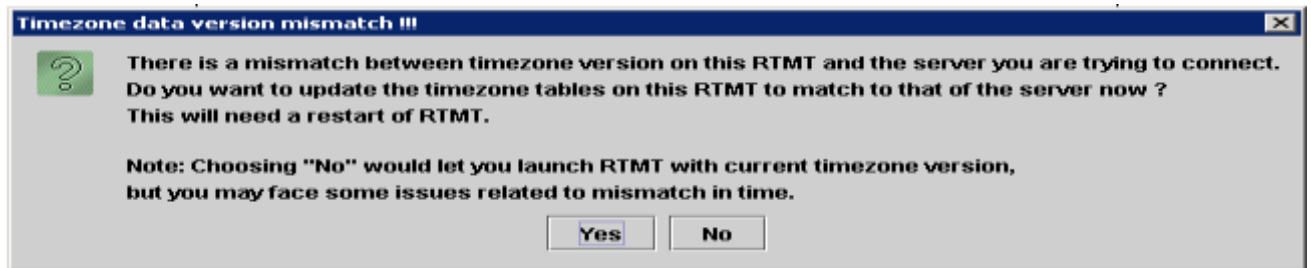 Timezone data version mismatch !!!
There is a mismatch between timezone version on this RTMT and the server you are trying to connect.
Do you want to update the timezone tables on this RTMT to match to that of the server now ?
This will need a restart of RTMT.
Note: Choosing "No" would let you launch RTMT with current timezone version,
but you may face some issues related to mismatch in time.
Yes No